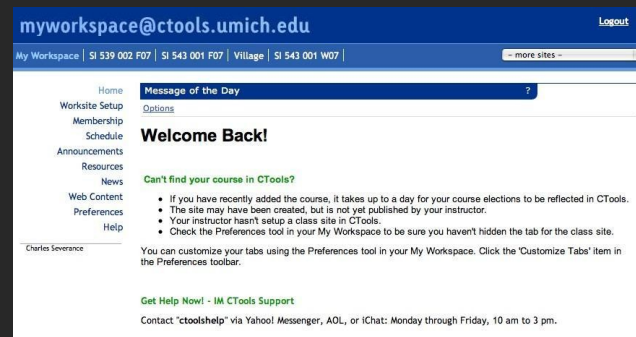 myworkspace@ctools.umich.edu
Logout
My Workspace | SI 539 002 F07 | SI 543 001 F07 | Village | SI 543 001 W07 |
- more sites -
Home
Worksite Setup
Membership
Schedule
Announcements
Resources
News
Web Content
Preferences
Help
Charles Severance
Message of the Day
?
Options
Welcome Back!
Can't find your course in CTools?
• If you have recently added the course, it takes up to a day for your course elections to be reflected in CTools.
• The site may have been created, but is not yet published by your instructor.
• Your instructor hasn't setup a class site in CTools.
• Check the Preferences tool in your My Workspace to be sure you haven't hidden the tab for the class site.
You can customize your tabs using the Preferences tool in your My Workspace. Click the 'Customize Tabs' item in
the Preferences toolbar.
Get Help Now! - IM CTools Support
Contact "ctoolshelp" via Yahoo! Messenger, AOL, or iChat: Monday through Friday, 10 am to 3 pm.